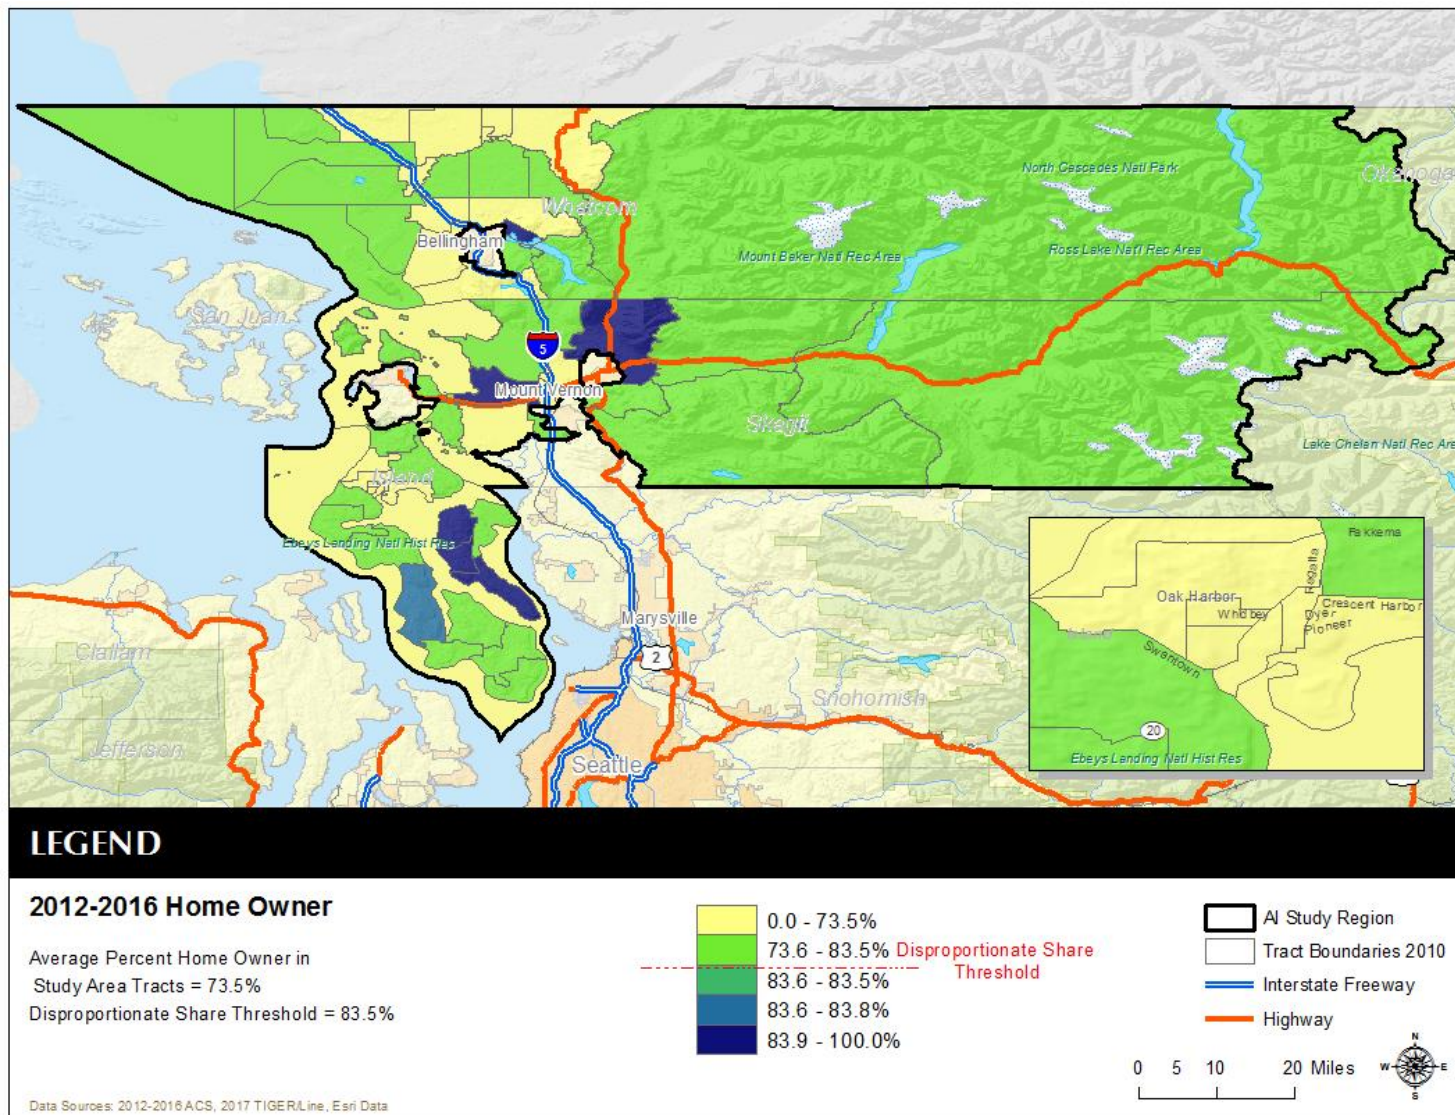 North Cascades Natl Park
Okanoga
Whatcom
Bellingham
Mount Baker Natl Rec Area
Ross Lake Natl Rec Area
San Juan
5
Mount Vernon
Skagit
Lake Chelan Natl Rec Are
Island
Ebeys Landing Natl Hist Res
Marysville
2
Clallam
Snohomish
Jefferson
Seattle
Fakkema
Regatta
Oak Harbor
Crescent Harbor
Whidbey
Dyer
Pioneer
Island
Swantown
20
Ebeys Landing Natl Hist Res
LEGEND
2012-2016 Home Owner
Average Percent Home Owner in
Study Area Tracts = 73.5%
Disproportionate Share Threshold = 83.5%
0.0 - 73.5%
73.6 - 83.5%
Disproportionate Share
Threshold
83.6 - 83.5%
83.6 - 83.8%
83.9 - 100.0%
AI Study Region
Tract Boundaries 2010
Interstate Freeway
Highway
0 5 10 20 Miles
N
W E
S
Data Sources: 2012-2016 ACS, 2017 TIGER/Line, Esri Data